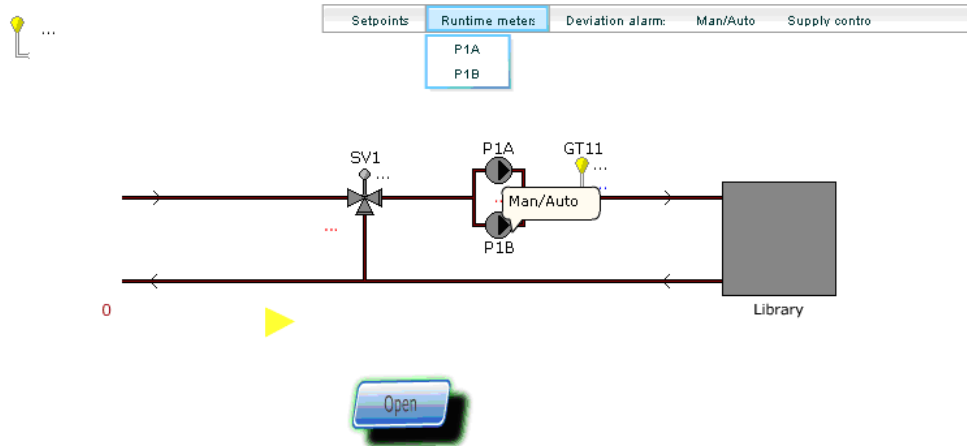 ...
Setpoints Runtime meters Deviation alarm: Man/Auto Supply contro
P1A
P1B
P1A
GT11
SV1
...
...
...
...
Man/Auto
...
P1B
0
Library
Open